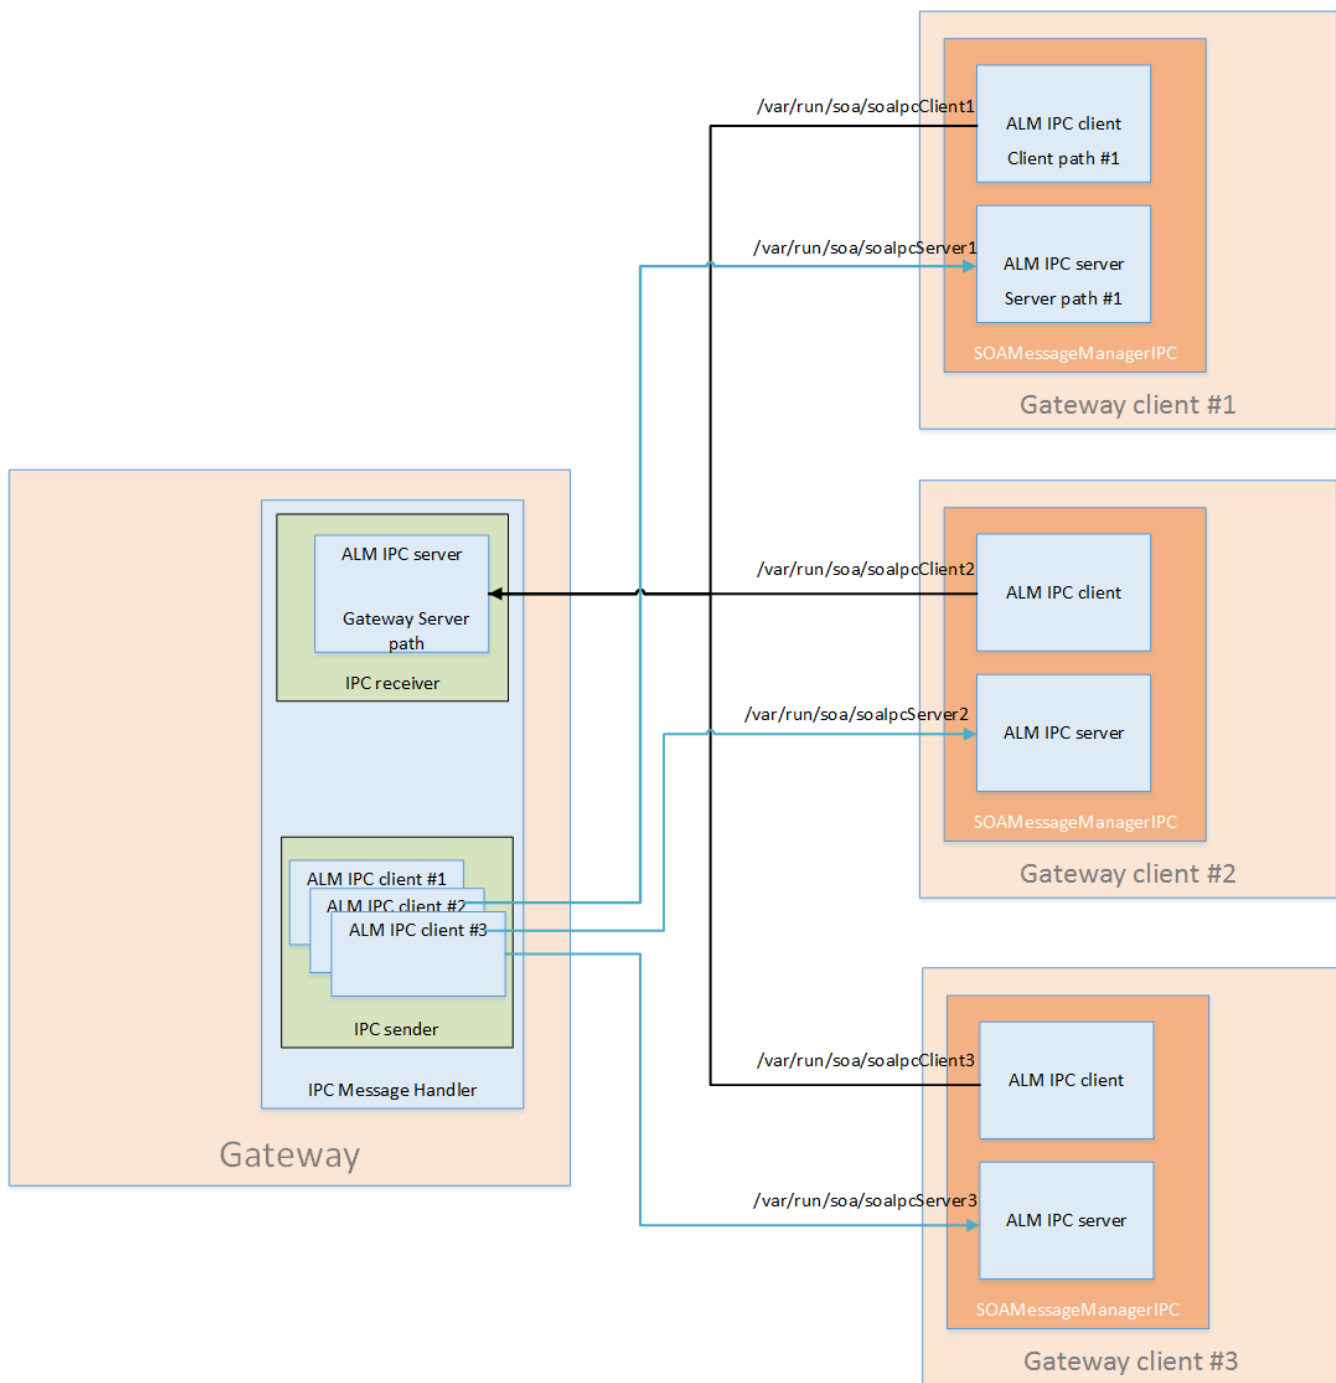 /var/run/soa/soaIpcClient1
ALM IPC client
Client path #1
/var/run/soa/soaIpcServer1
ALM IPC server
Server path #1
SOAMessageManagerIPC
Gateway client #1
ALM IPC server
Gateway Server
path
IPC receiver
/var/run/soa/soaIpcClient2
ALM IPC client
/var/run/soa/soaIpcServer2
ALM IPC server
SOAMessageManagerIPC
Gateway client #2
ALM IPC client #1
ALM IPC client #2
ALM IPC client #3
IPC sender
IPC Message Handler
Gateway
/var/run/soa/soaIpcClient3
ALM IPC client
/var/run/soa/soaIpcServer3
ALM IPC server
SOAMessageManagerIPC
Gateway client #3